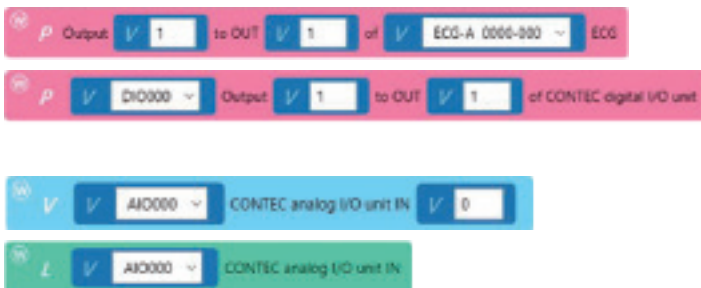 W P Output V 1 to OUT V 1 of V ECG-A 0000-000 ECG
W P V DIO000 Output V 1 to OUT V 1 of CONTEC digital I/O unit
W V V AIO000 CONTEC analog I/O unit IN V 0
W L V AIO000 CONTEC analog I/O unit IN